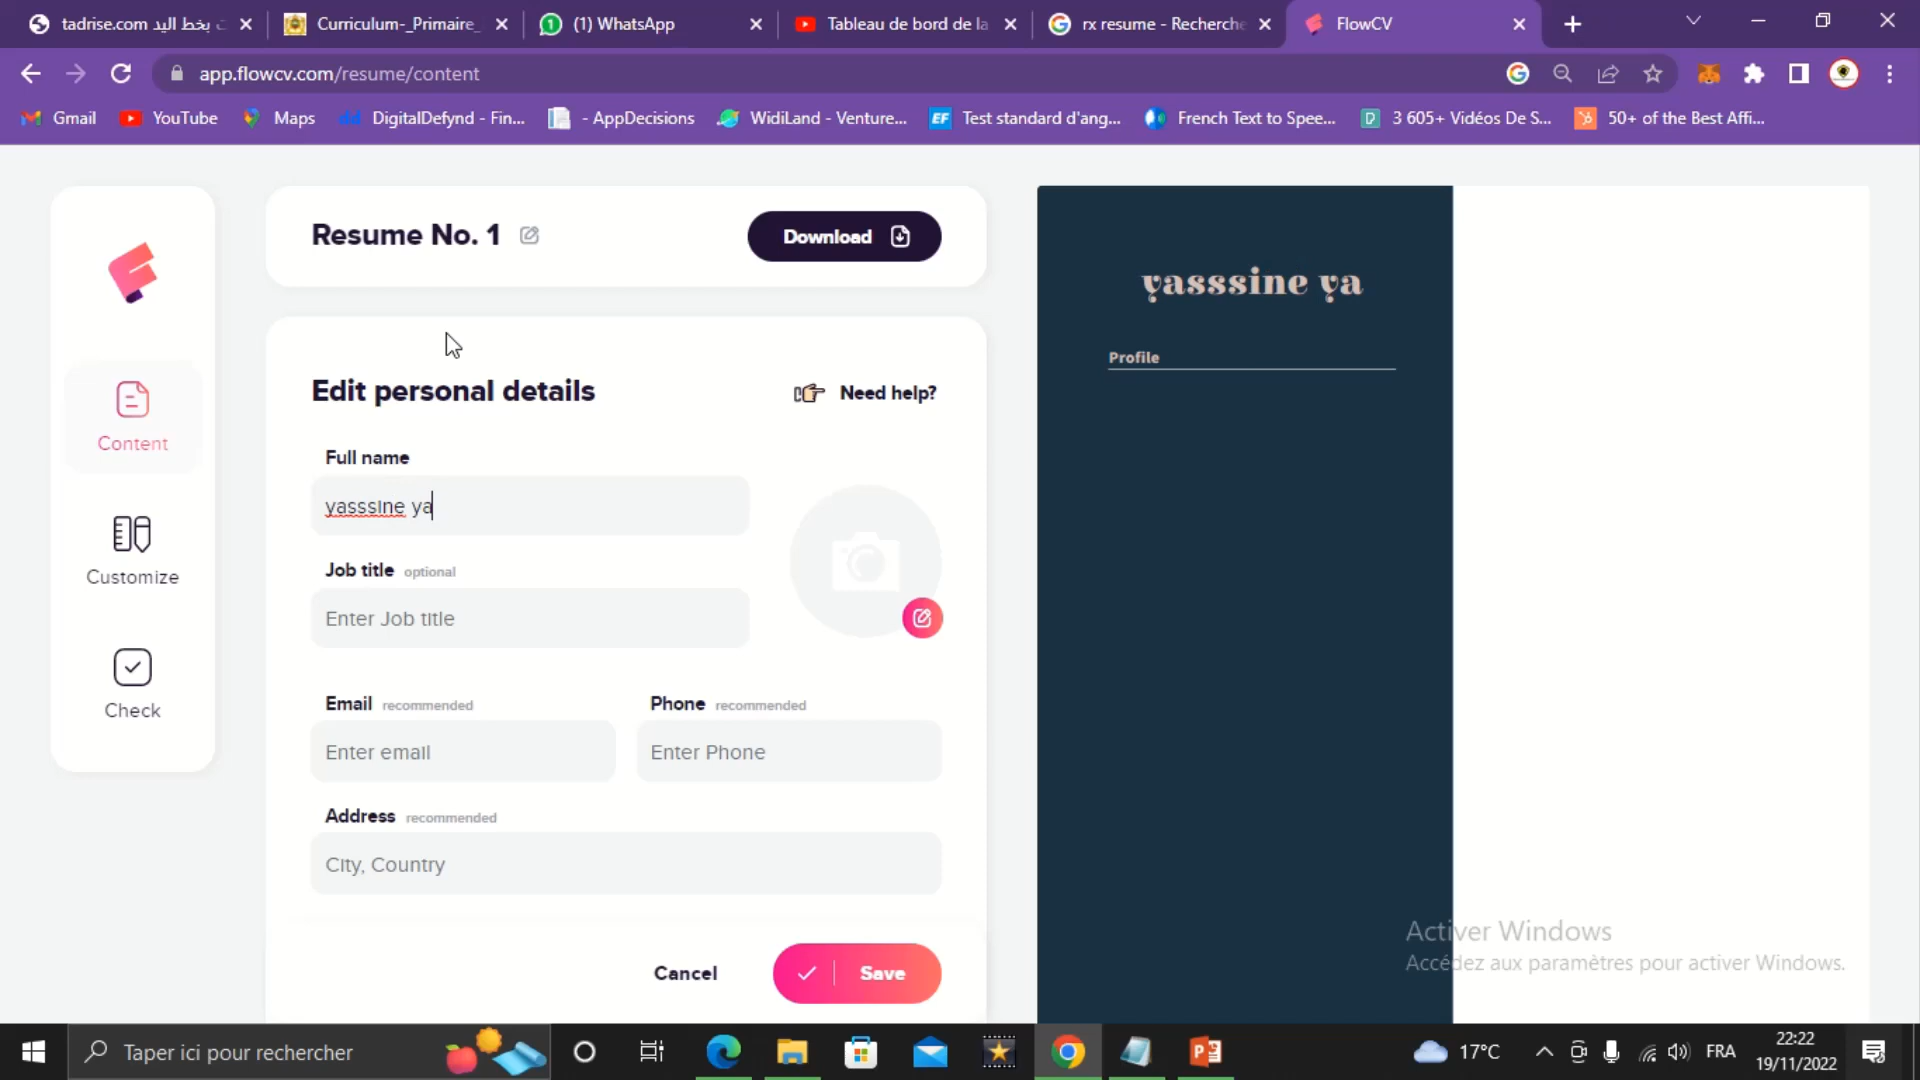 tadrise.com بخط اليد ت
Curriculum-_Primaire_
(1) WhatsApp
Tableau de bord de la
rx resume - Recherche
FlowCV
app.flowcv.com/resume/content
Gmail
YouTube
Maps
DigitalDefynd - Fin...
- AppDecisions
WidiLand - Venture...
EF Test standard d'ang...
French Text to Spee...
3 605+ Vidéos De S...
50+ of the Best Affi...
Resume No. 1
Download
yasssine ya
Profile
Content
Customize
Check
Edit personal details
Need help?
Full name
yasssine ya
Job title optional
Enter Job title
Email recommended
Phone recommended
Enter email
Enter Phone
Address recommended
City, Country
Cancel
Save
Activer Windows
Accédez aux paramètres pour activer Windows.
Taper ici pour rechercher
17°C
FRA
22:22
19/11/2022